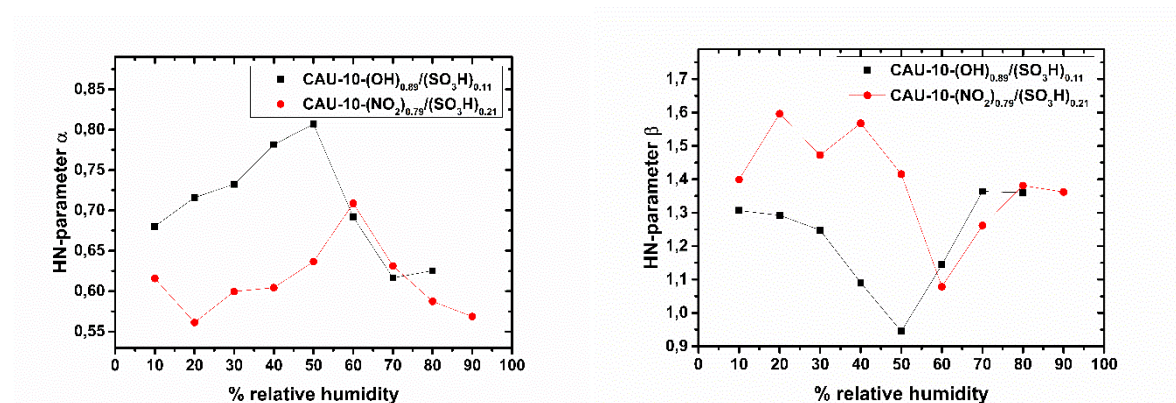 0,85
0,80
0,75
0,70
0,65
0,60
0,55
HN-parameter α
CAU-10-(OH)0.89/(SO3H)0.11
CAU-10-(NO2)0.79/(SO3H)0.21
0 10 20 30 40 50 60 70 80 90 100
% relative humidity
1,7
1,6
1,5
1,4
1,3
1,2
1,1
1,0
0,9
HN-parameter β
CAU-10-(OH)0.89/(SO3H)0.11
CAU-10-(NO2)0.79/(SO3H)0.21
0 10 20 30 40 50 60 70 80 90 100
% relative humidity